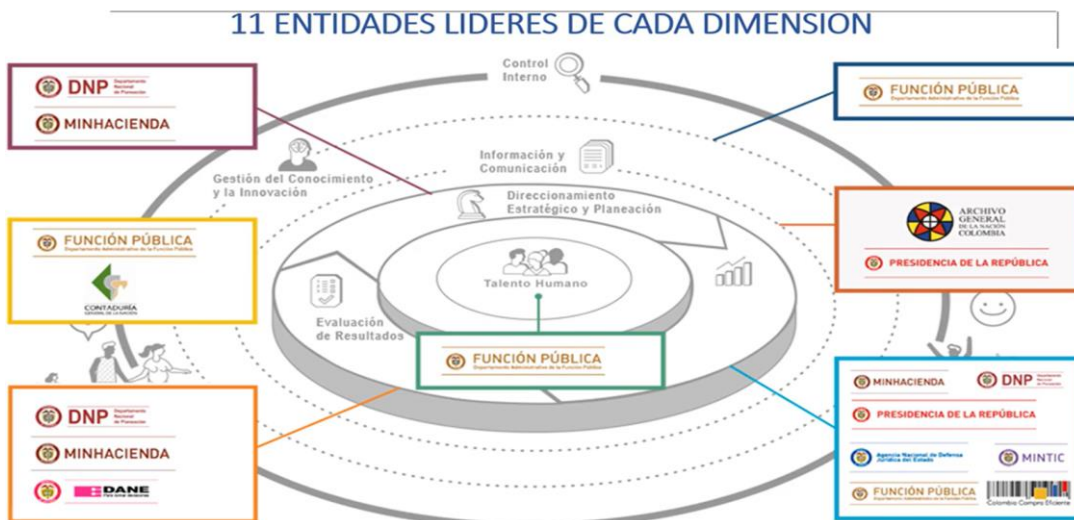 11 ENTIDADES LIDERES DE CADA DIMENSION
Control
Interno
DNP Departamento
Nacional
de Planeación
MINHACIENDA
FUNCIÓN PÚBLICA
Departamento Administrativo de la Función Pública
Gestión del Conocimiento
y la Innovación
Información y
Comunicación
Direccionamiento
Estratégico y Planeación
FUNCIÓN PÚBLICA
Departamento Administrativo de la Función Pública
CONTADURÍA
GENERAL DE LA NACIÓN
ARCHIVO
GENERAL
DE LA NACIÓN
COLOMBIA
PRESIDENCIA DE LA REPÚBLICA
Talento Humano
Evaluación
de Resultados
FUNCIÓN PÚBLICA
Departamento Administrativo de la Función Pública
DNP Departamento
Nacional
de Planeación
MINHACIENDA
DANE
MINHACIENDA
DNP Departamento
Nacional
de Planeación
PRESIDENCIA DE LA REPÚBLICA
Agencia Nacional de Defensa
Jurídica del Estado
MINTIC
FUNCIÓN PÚBLICA
Departamento Administrativo de la Función Pública
Colombia Compra Eficiente